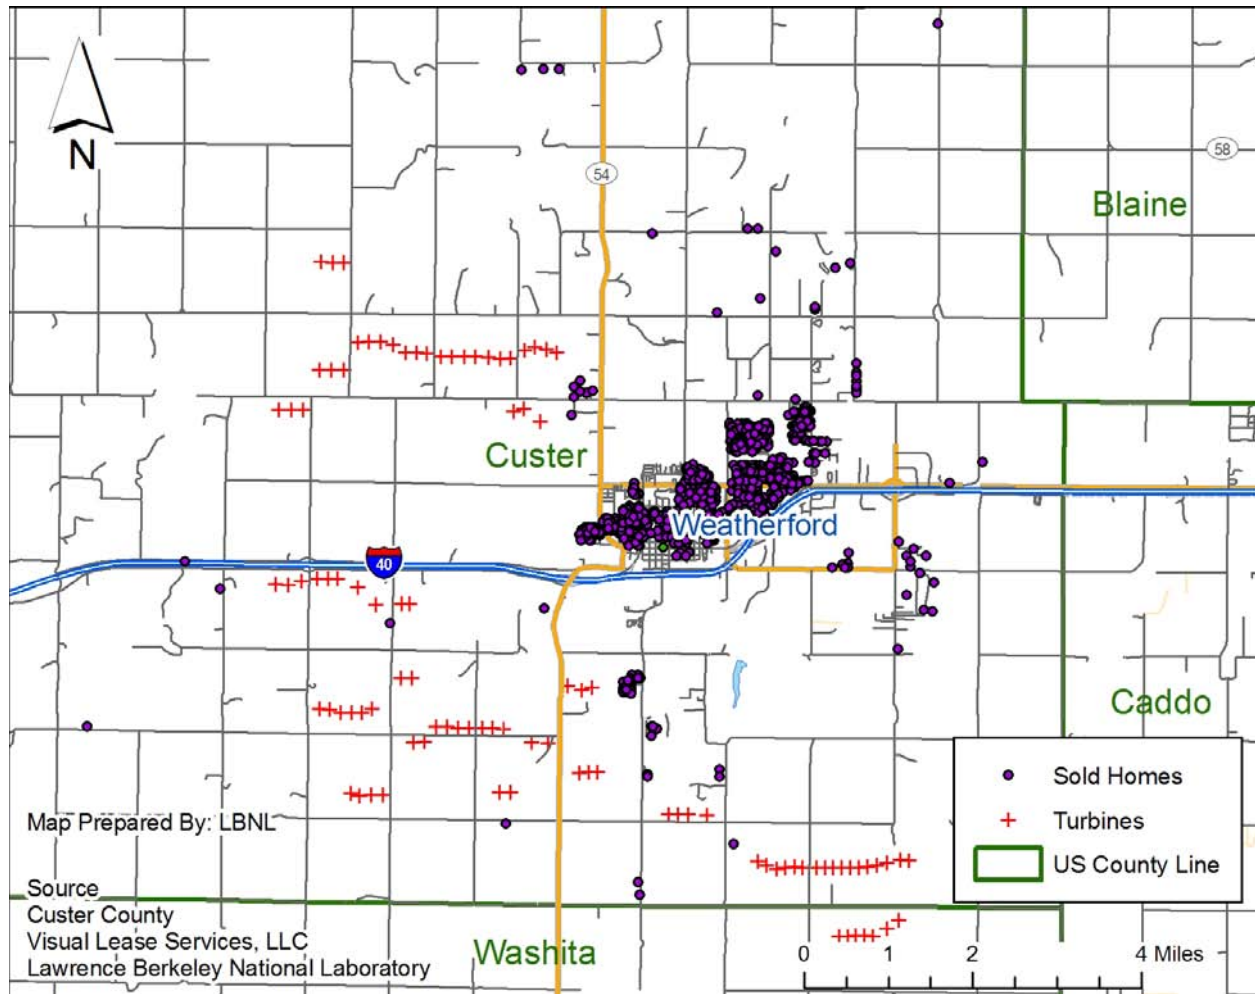 N
54
58
Blaine
Custer
Weatherford
40
Caddo
Sold Homes
Turbines
US County Line
Map Prepared By: LBNL
Source
Custer County
Visual Lease Services, LLC
Lawrence Berkeley National Laboratory
Washita
0 1 2 4 Miles